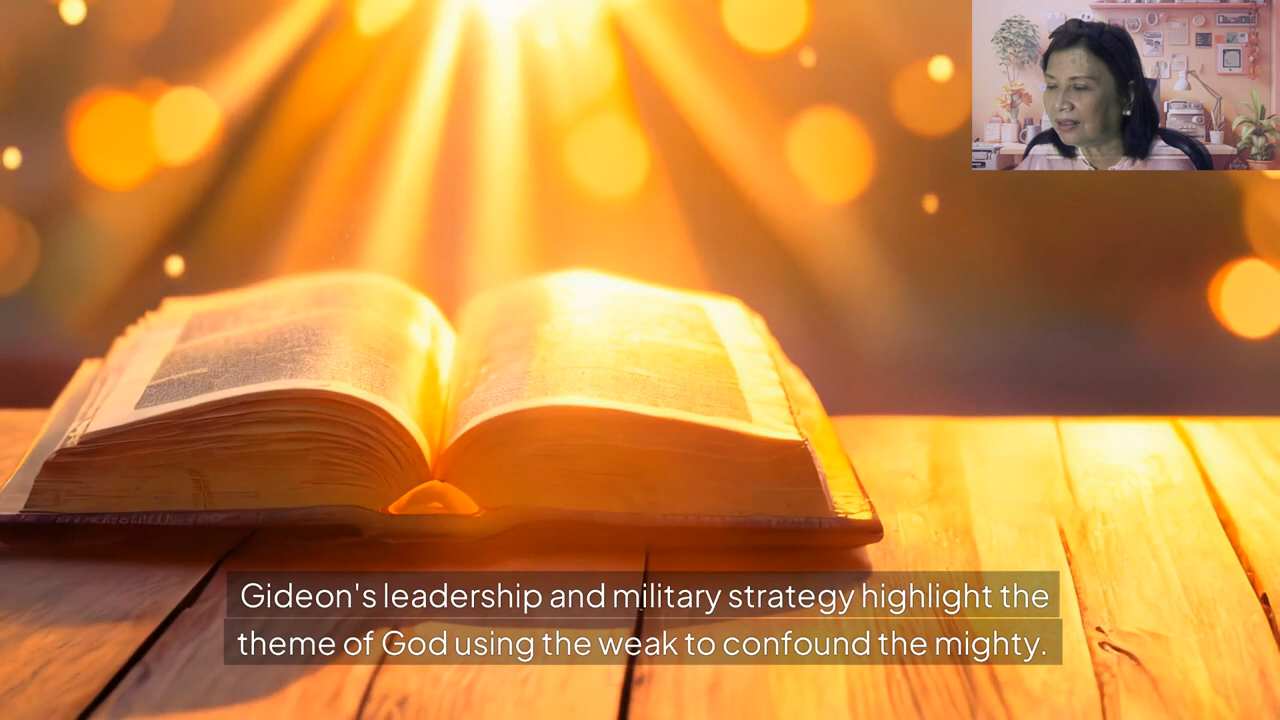 Gideon's leadership and military strategy highlight the
theme of God using the weak to confound the mighty.